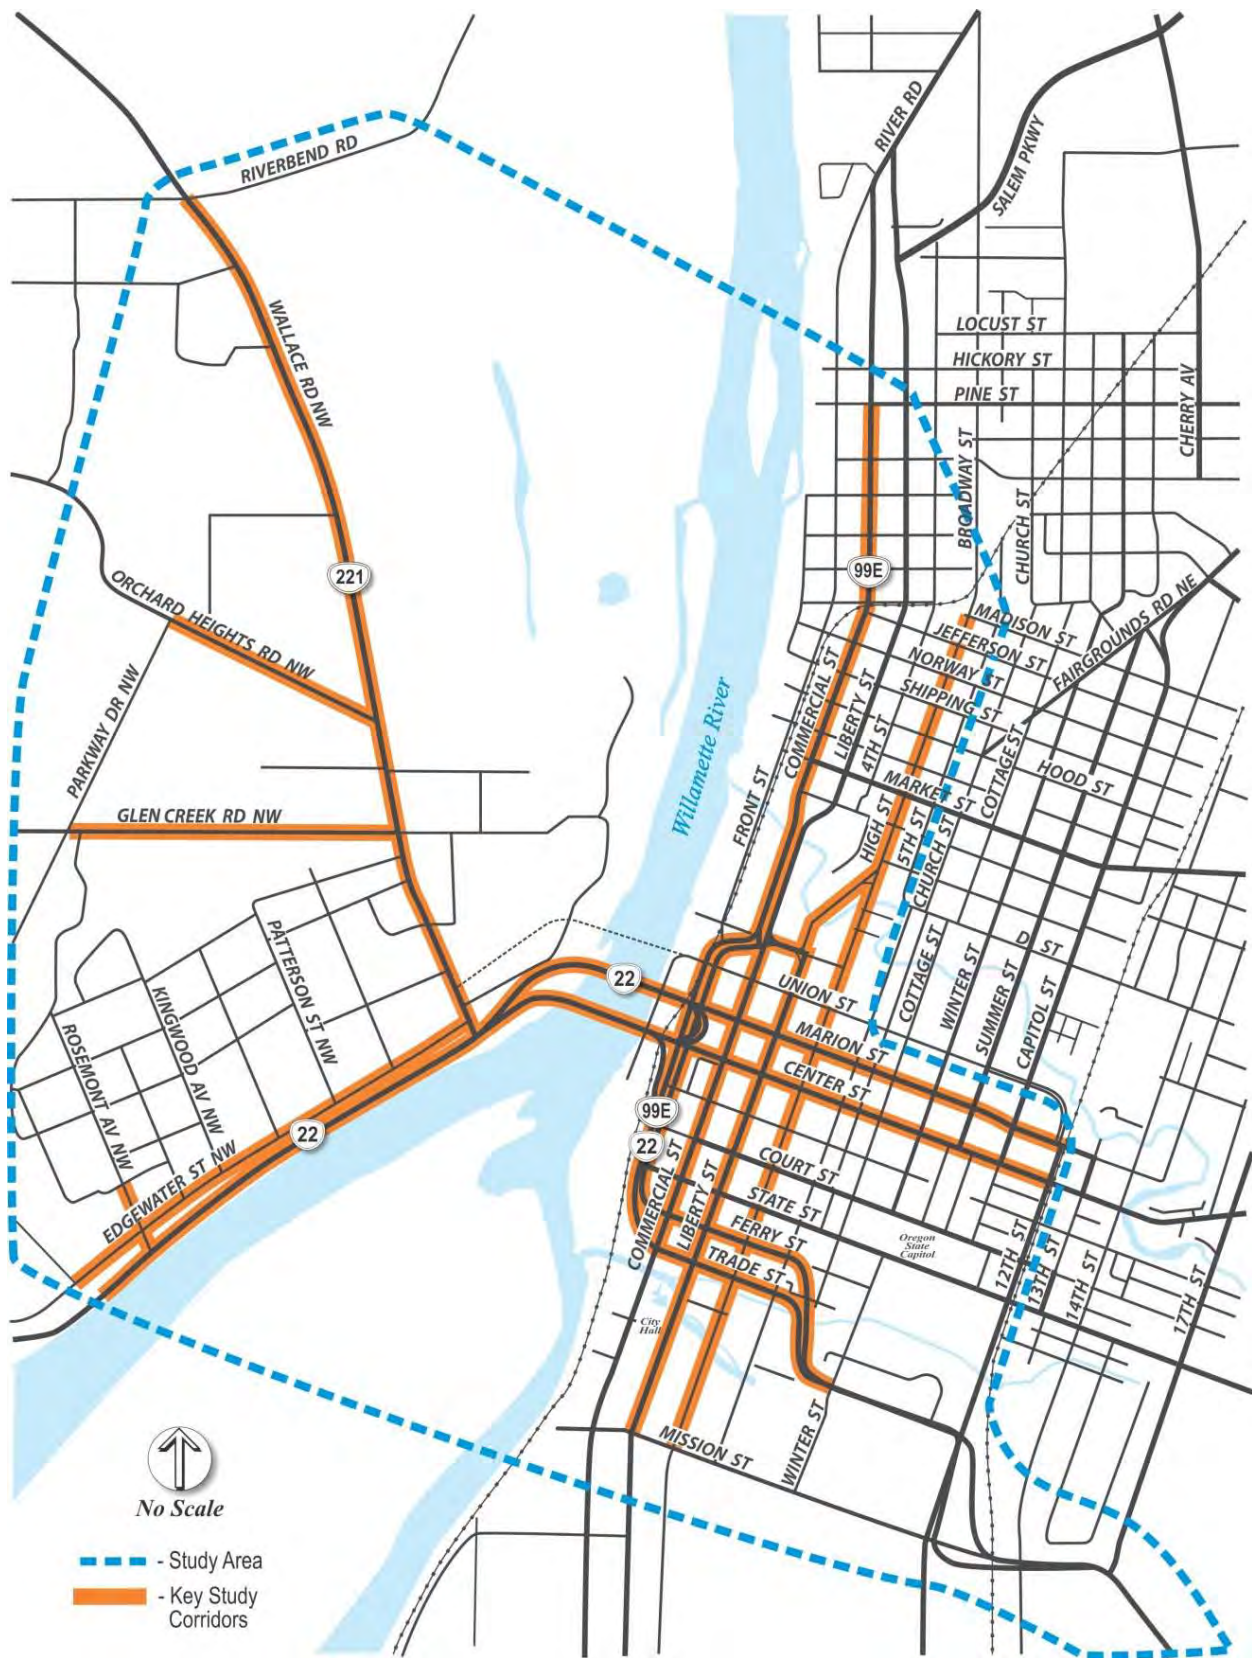 RIVER RD
SALEM PKWY
RIVERBEND RD
WALLACE RD NW
LOCUST ST
HICKORY ST
PINE ST
CHERRY AV
BROADWAY ST
CHURCH ST
221
99E
ORCHARD HEIGHTS RD NW
MADISON ST
JEFFERSON ST
NORWAY ST
SHIPPING ST
FAIRGROUNDS RD NE
PARKWAY DR NW
Willamette River
COMMERCIAL ST
LIBERTY ST
4TH ST
FRONT ST
MARKET ST
COTTAGE ST
HOOD ST
GLEN CREEK RD NW
HIGH ST
5TH ST
CHURCH ST
PATTERSON ST NW
KINGWOOD AV NW
ROSEMONT AV NW
22
UNION ST
COTTAGE ST
WINTER ST
SUMMER ST
D ST
CAPITOL ST
MARION ST
CENTER ST
EDGEWATER ST NW
22
99E
22
COURT ST
STATE ST
FERRY ST
TRADE ST
COMMERCIAL ST
LIBERTY ST
Oregon
State
Capitol
12TH ST
13TH ST
14TH ST
17TH ST
City
Hall
MISSION ST
WINTER ST
No Scale
- Study Area
- Key Study
Corridors